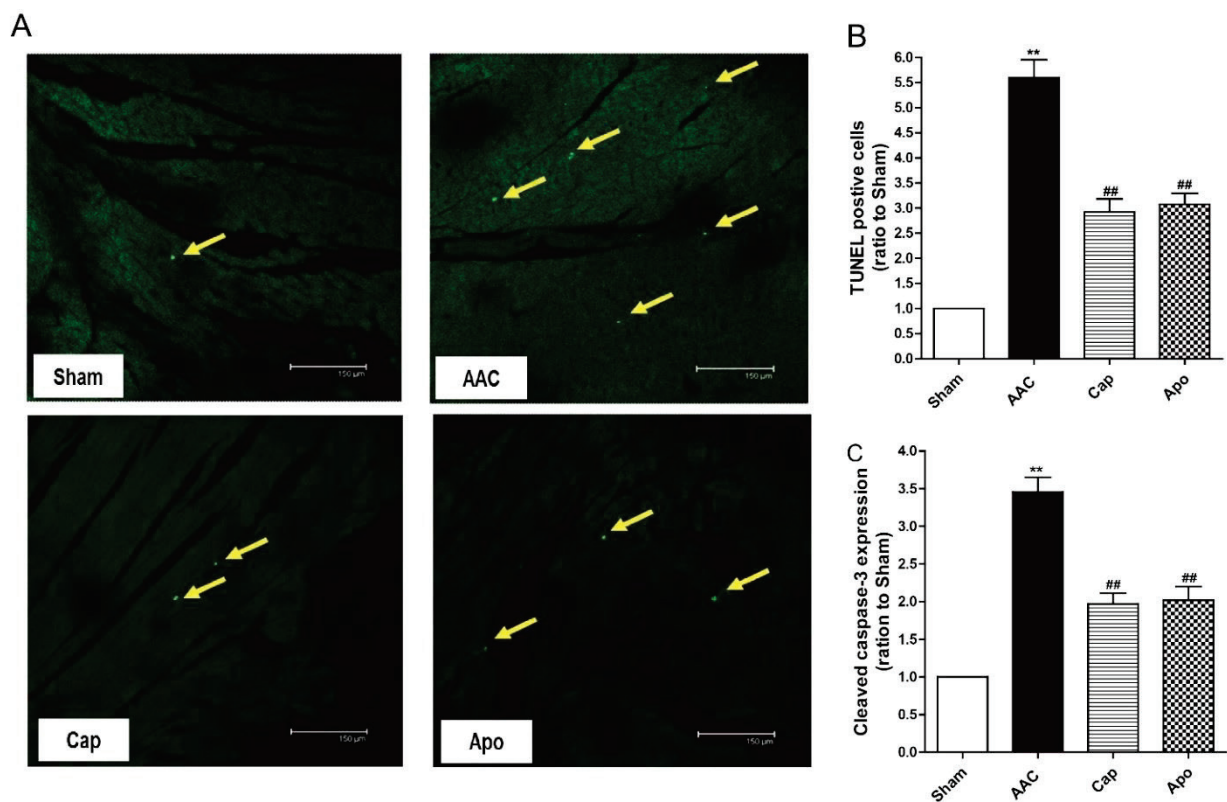 A
Sham
150 µm
AAC
150 µm
Cap
150 µm
Apo
150 µm
B
TUNEL postive cells
(ratio to Sham)
6.0
5.5
5.0
4.5
4.0
3.5
3.0
2.5
2.0
1.5
1.0
0.5
0.0
**
##
##
Sham
AAC
Cap
Apo
C
Cleaved caspase-3 expression
(ration to Sham)
4.0
3.5
3.0
2.5
2.0
1.5
1.0
0.5
0.0
**
##
##
Sham
AAC
Cap
Apo